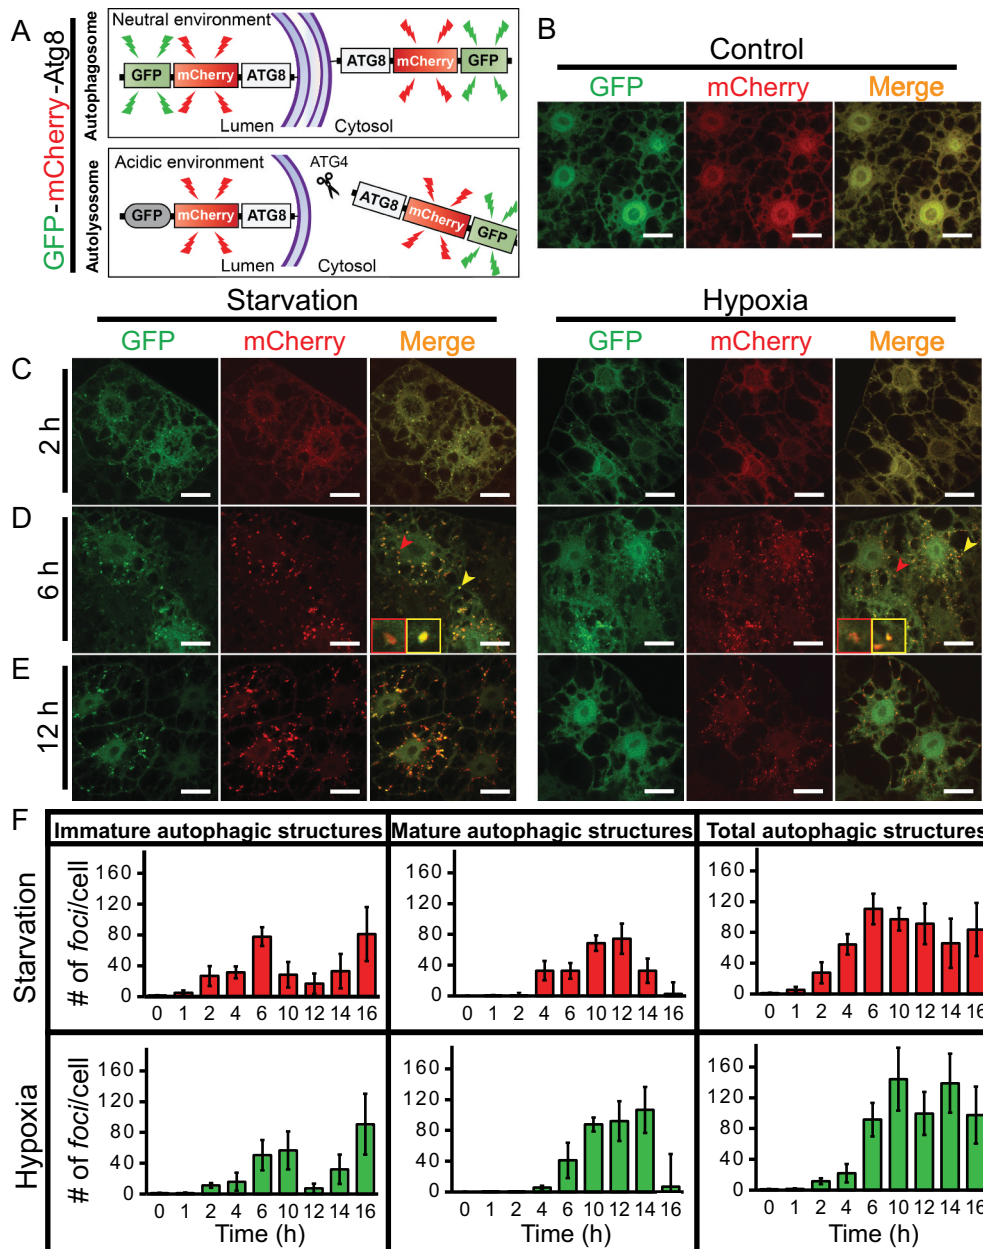 A
GFP-mCherry-Atg8
Autophagosome
Neutral environment
GFP mCherry ATG8
ATG8 mCherry GFP
Lumen Cytosol
Autolysosome
Acidic environment
ATG4
GFP mCherry ATG8
ATG8 mCherry GFP
Lumen Cytosol
B
Control
GFP mCherry Merge
Starvation Hypoxia
GFP mCherry Merge GFP mCherry Merge
C
2 h
D
6 h
E
12 h
F
Immature autophagic structures Mature autophagic structures Total autophagic structures
Starvation
# of foci/cell
160 160 160
120 120 120
80 80 80
40 40 40
0 0 0
0 1 2 4 6 10 12 14 16 0 1 2 4 6 10 12 14 16 0 1 2 4 6 10 12 14 16
Hypoxia
# of foci/cell
160 160 160
120 120 120
80 80 80
40 40 40
0 0 0
0 1 2 4 6 10 12 14 16 0 1 2 4 6 10 12 14 16 0 1 2 4 6 10 12 14 16
Time (h) Time (h) Time (h)